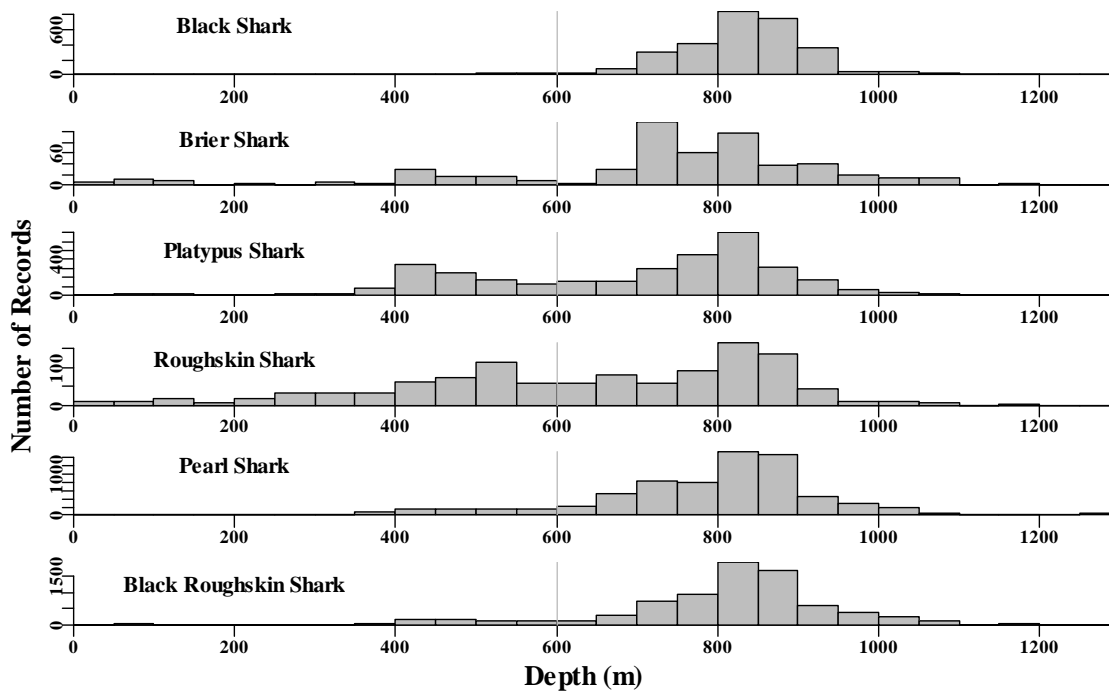 Black Shark
600
0
0 200 400 600 800 1000 1200
Brier Shark
60
0
0 200 400 600 800 1000 1200
Platypus Shark
400
0
0 200 400 600 800 1000 1200
Roughskin Shark
100
0
0 200 400 600 800 1000 1200
Pearl Shark
1000
0
0 200 400 600 800 1000 1200
Black Roughskin Shark
1500
0
0 200 400 600 800 1000 1200
Number of Records
Depth (m)